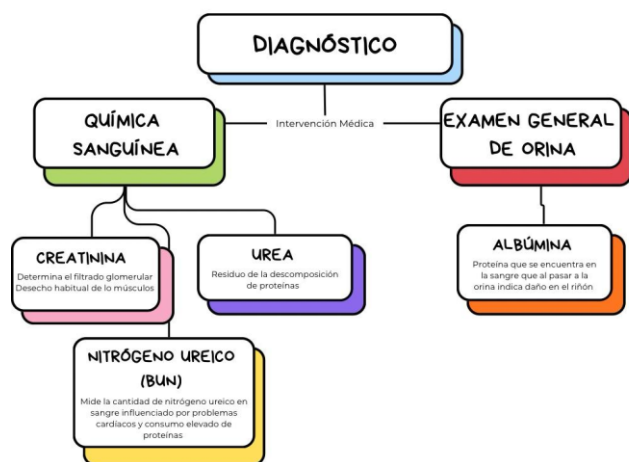 DIAGNÓSTICO
Intervención Médica
QUÍMICA
SANGUÍNEA
EXAMEN GENERAL
DE ORINA
CREATININA
Determina el filtrado glomerular
Desecho habitual de lo músculos
UREA
Residuo de la descomposición
de proteínas
ALBÚMINA
Proteína que se encuentra en
la sangre que al pasar a la
orina indica daño en el riñón
NITRÓGENO UREICO
(BUN)
Mide la cantidad de nitrógeno ureico en
sangre influenciado por problemas
cardíacos y consumo elevado de
proteínas